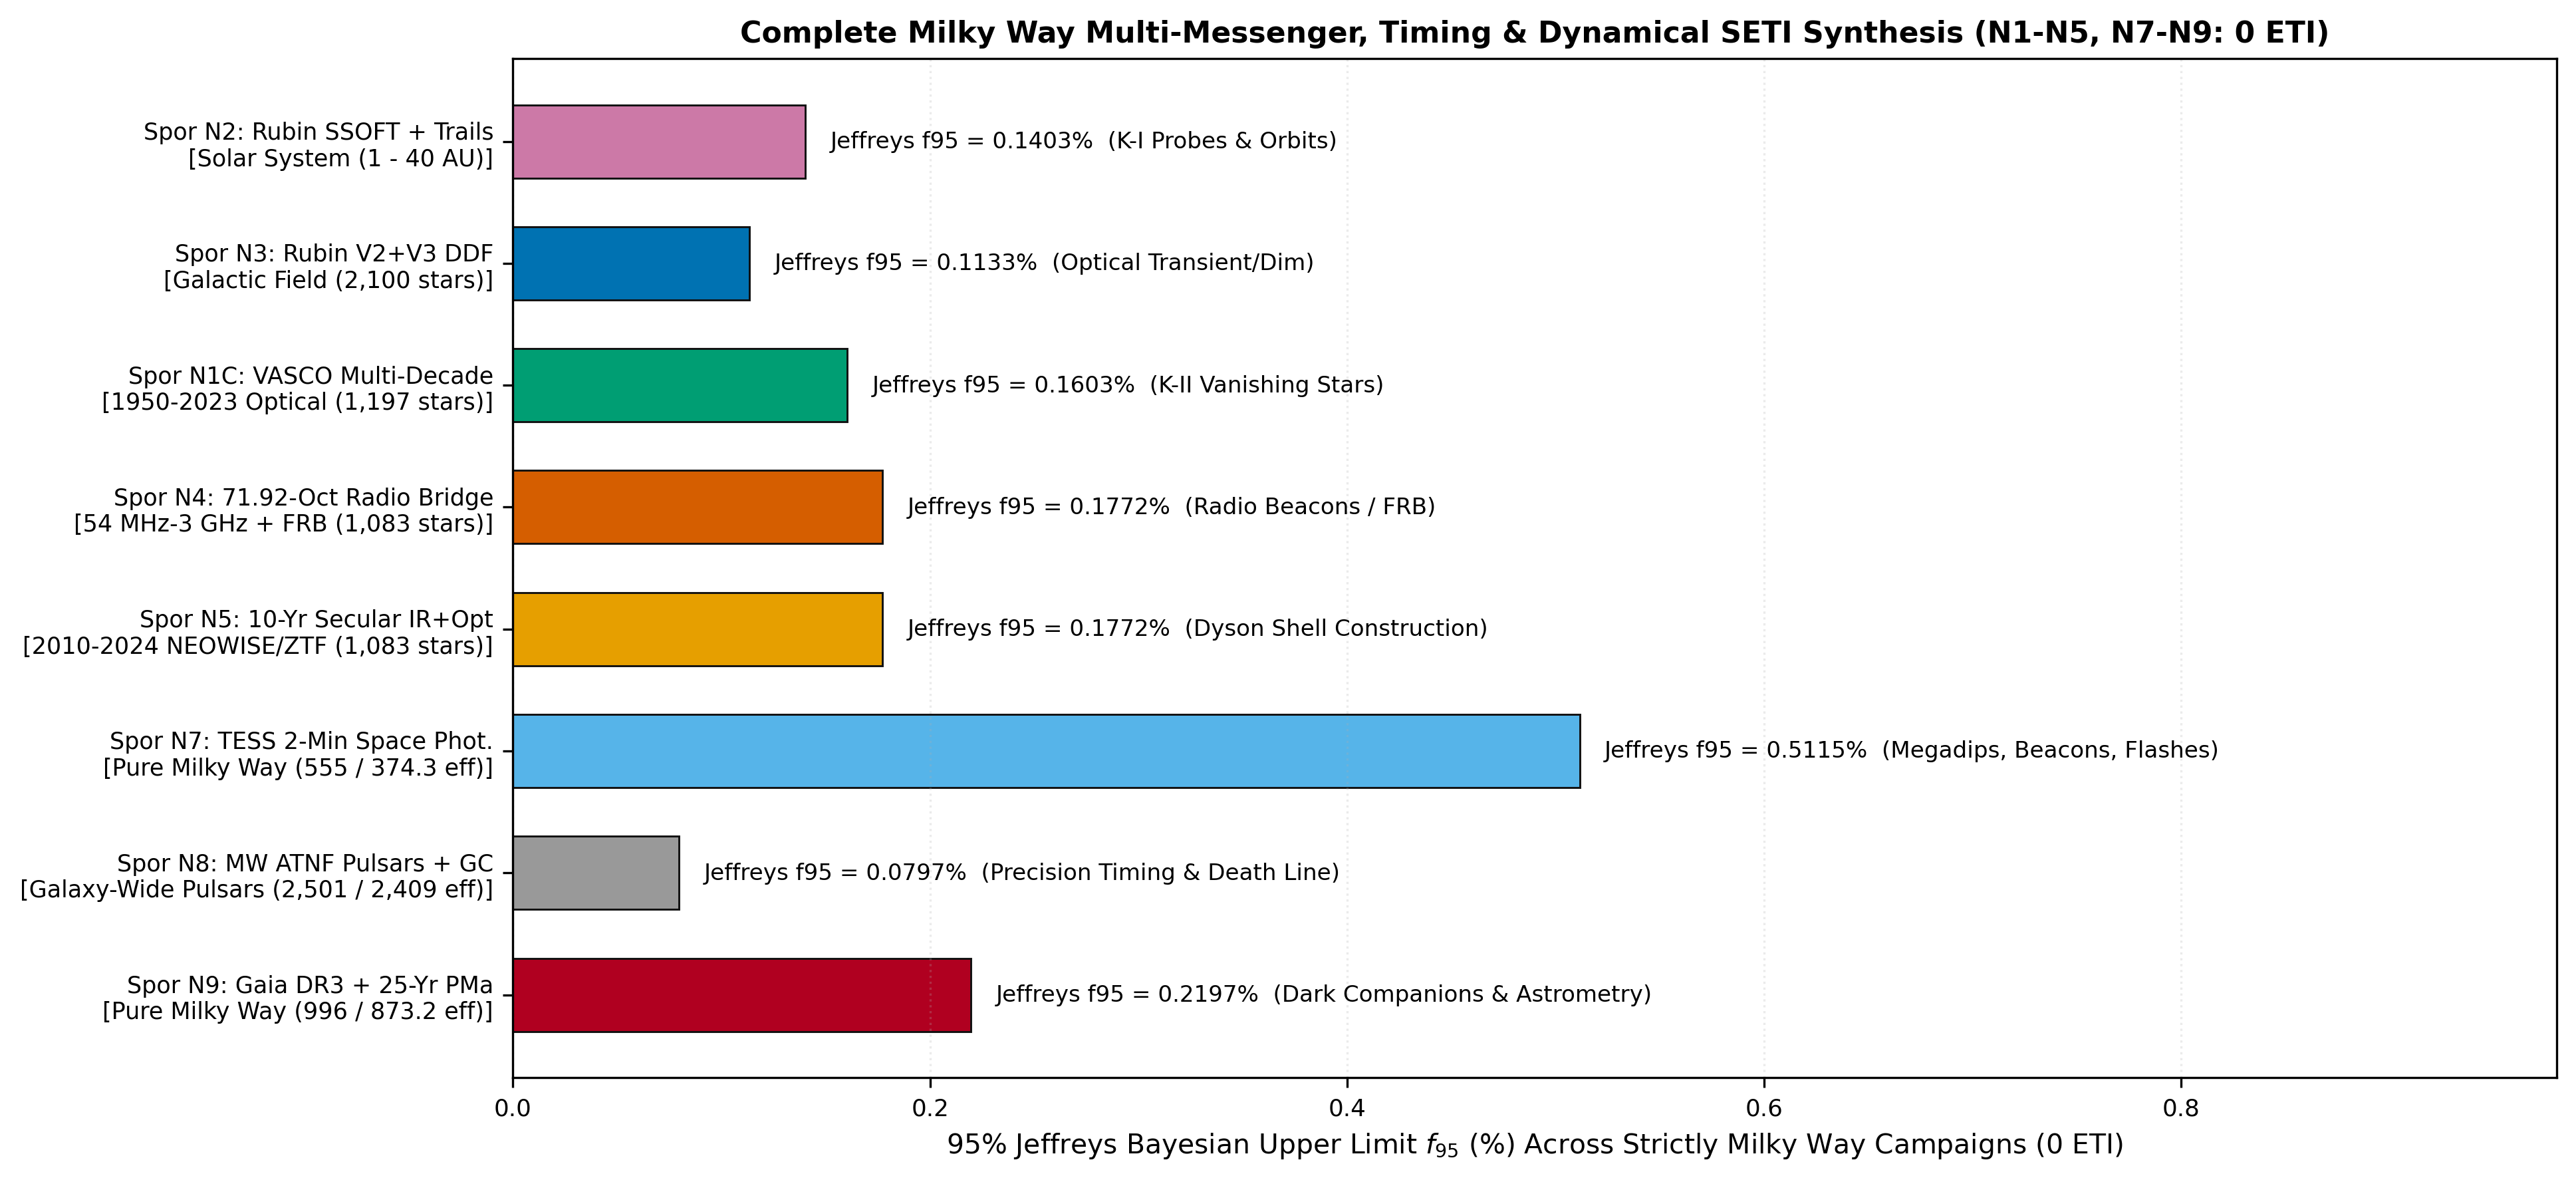 Complete Milky Way Multi-Messenger, Timing & Dynamical SETI Synthesis (N1-N5, N7-N9: 0 ETI)
Spor N2: Rubin SSOFT + Trails
[Solar System (1 - 40 AU)]
Jeffreys f95 = 0.1403%  (K-I Probes & Orbits)
Spor N3: Rubin V2+V3 DDF
[Galactic Field (2,100 stars)]
Jeffreys f95 = 0.1133%  (Optical Transient/Dim)
Spor N1C: VASCO Multi-Decade
[1950-2023 Optical (1,197 stars)]
Jeffreys f95 = 0.1603%  (K-II Vanishing Stars)
Spor N4: 71.92-Oct Radio Bridge
[54 MHz-3 GHz + FRB (1,083 stars)]
Jeffreys f95 = 0.1772%  (Radio Beacons / FRB)
Spor N5: 10-Yr Secular IR+Opt
[2010-2024 NEOWISE/ZTF (1,083 stars)]
Jeffreys f95 = 0.1772%  (Dyson Shell Construction)
Spor N7: TESS 2-Min Space Phot.
[Pure Milky Way (555 / 374.3 eff)]
Jeffreys f95 = 0.5115%  (Megadips, Beacons, Flashes)
Spor N8: MW ATNF Pulsars + GC
[Galaxy-Wide Pulsars (2,501 / 2,409 eff)]
Jeffreys f95 = 0.0797%  (Precision Timing & Death Line)
Spor N9: Gaia DR3 + 25-Yr PMa
[Pure Milky Way (996 / 873.2 eff)]
Jeffreys f95 = 0.2197%  (Dark Companions & Astrometry)
0.0 0.2 0.4 0.6 0.8
95% Jeffreys Bayesian Upper Limit f95 (%) Across Strictly Milky Way Campaigns (0 ETI)